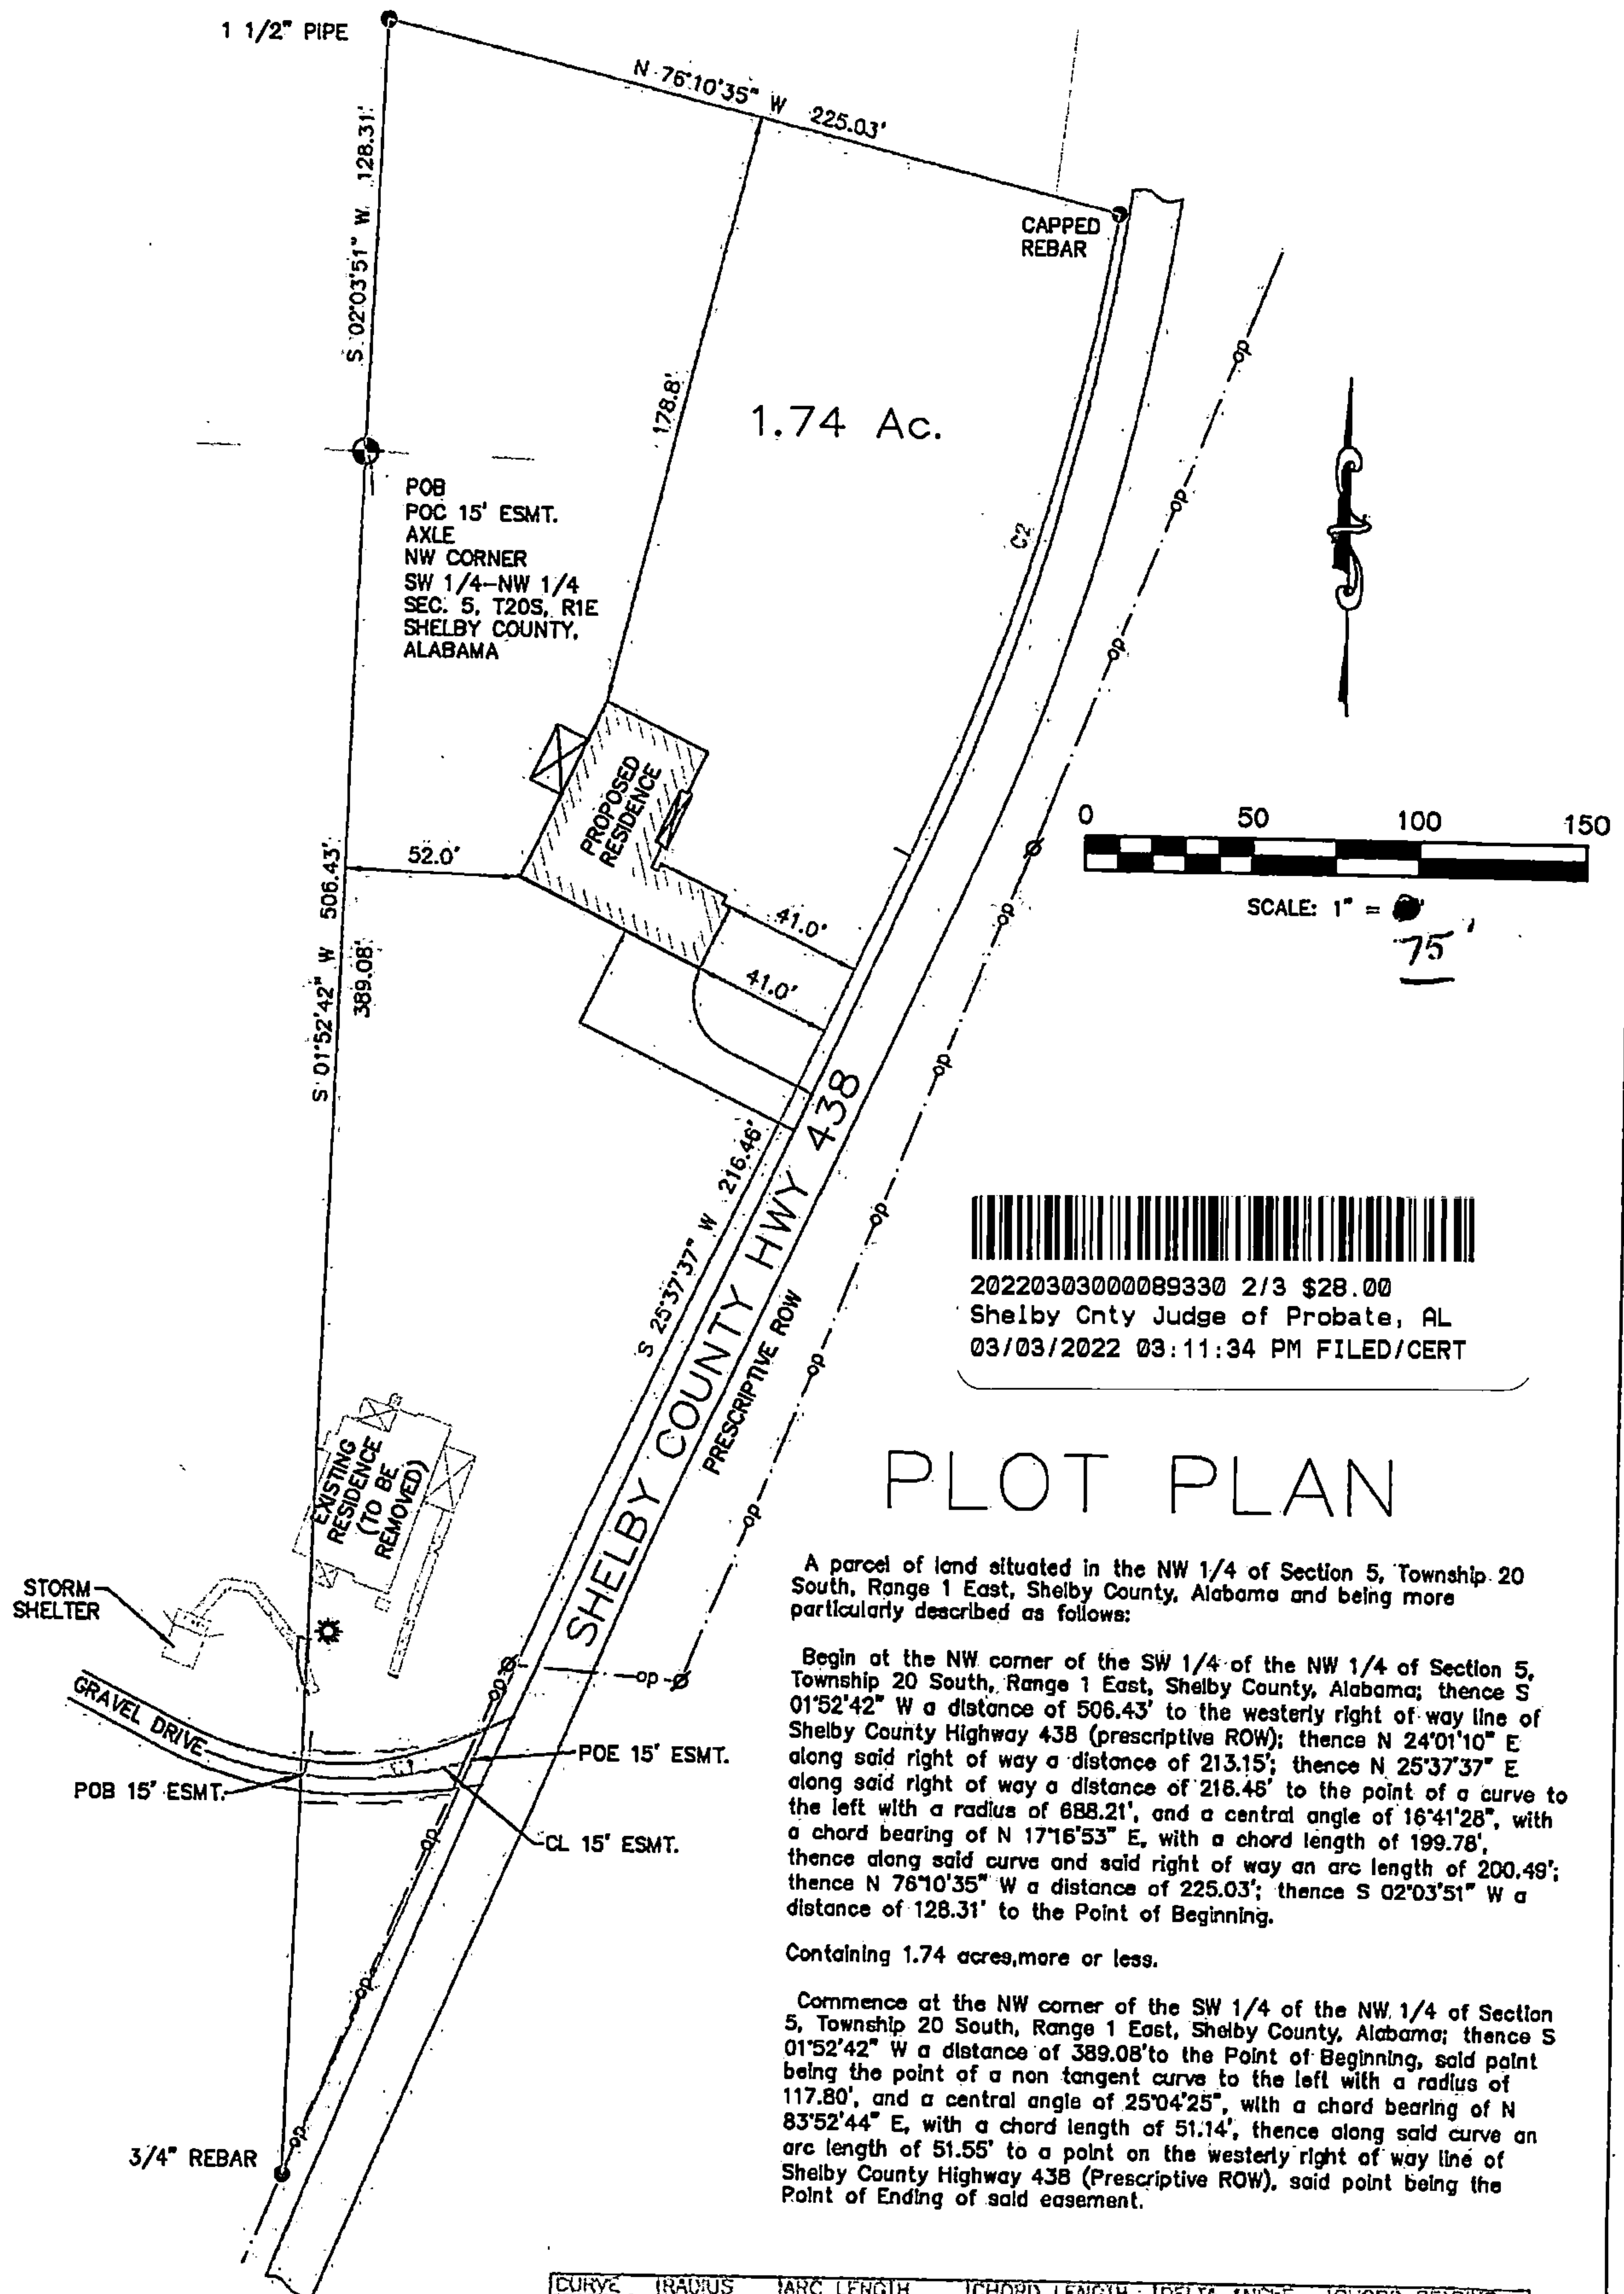 1 1/2" PIPE
N 76°10'35" W 225.03'
S 02°03'51" W 128.31'
CAPPED
REBAR
178.8'
1.74 Ac.
C2
POB
POC 15' ESMT.
AXLE
NW CORNER
SW 1/4-NW 1/4
SEC. 5, T20S, R1E
SHELBY COUNTY,
ALABAMA
op
op
op
PROPOSED
RESIDENCE
52.0'
41.0'
41.0'
S 01°52'42" W 506.43'
389.08'
0 50 100 150
SCALE: 1" =
75'
op
op
op
op
op
S 25°37'37" W 216.46'
SHELBY COUNTY HWY 438
PRESCRIPTIVE ROW
20220303000089330 2/3 $28.00
Shelby Cnty Judge of Probate, AL
03/03/2022 03:11:34 PM FILED/CERT
EXISTING
RESIDENCE
(TO BE
REMOVED)
STORM
SHELTER
op
op
GRAVEL DRIVE
C1
POE 15' ESMT.
POB 15' ESMT.
CL 15' ESMT.
op
op
op
3/4" REBAR
PLOT PLAN
A parcel of land situated in the NW 1/4 of Section 5, Township 20
South, Range 1 East, Shelby County, Alabama and being more
particularly described as follows:
Begin at the NW corner of the SW 1/4 of the NW 1/4 of Section 5,
Township 20 South, Range 1 East, Shelby County, Alabama; thence S
01°52'42" W a distance of 506.43' to the westerly right of way line of
Shelby County Highway 438 (prescriptive ROW); thence N 24°01'10" E
along said right of way a distance of 213.15'; thence N 25°37'37" E
along said right of way a distance of 216.46' to the point of a curve to
the left with a radius of 688.21', and a central angle of 16°41'28", with
a chord bearing of N 17°16'53" E, with a chord length of 199.78',
thence along said curve and said right of way an arc length of 200.49';
thence N 76°10'35" W a distance of 225.03'; thence S 02°03'51" W a
distance of 128.31' to the Point of Beginning.
Containing 1.74 acres,more or less.
Commence at the NW corner of the SW 1/4 of the NW 1/4 of Section
5, Township 20 South, Range 1 East, Shelby County, Alabama; thence S
01°52'42" W a distance of 389.08'to the Point of Beginning, said point
being the point of a non tangent curve to the left with a radius of
117.80', and a central angle of 25°04'25", with a chord bearing of N
83°52'44" E, with a chord length of 51.14', thence along said curve an
arc length of 51.55' to a point on the westerly right of way line of
Shelby County Highway 438 (Prescriptive ROW), said point being the
Point of Ending of said easement.
CURVE RADIUS ARC LENGTH CHORD LENGTH DELTA ANGLE CHORD BEARING